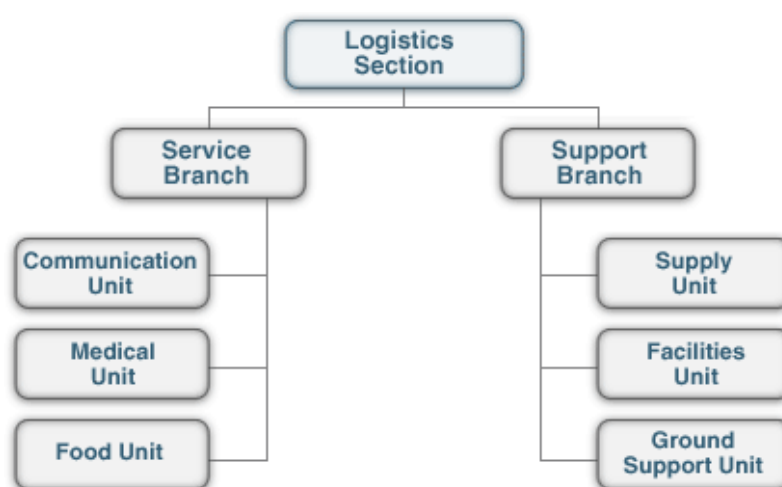 Logistics
Section
Service
Branch
Support
Branch
Communication
Unit
Medical
Unit
Food Unit
Supply
Unit
Facilities
Unit
Ground
Support Unit